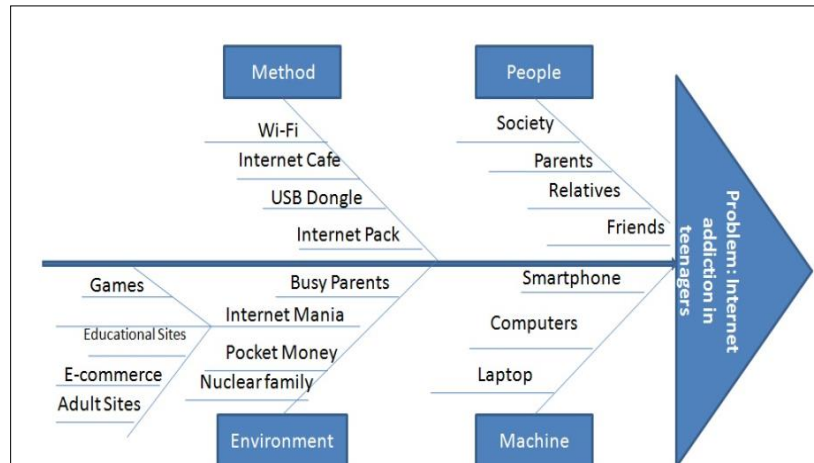 Method
People
Wi-Fi
Internet Cafe
USB Dongle
Internet Pack
Society
Parents
Relatives
Friends
Problem: Internet
addiction in
teenagers
Games
Educational Sites
E-commerce
Adult Sites
Busy Parents
Internet Mania
Pocket Money
Nuclear family
Smartphone
Computers
Laptop
Environment
Machine